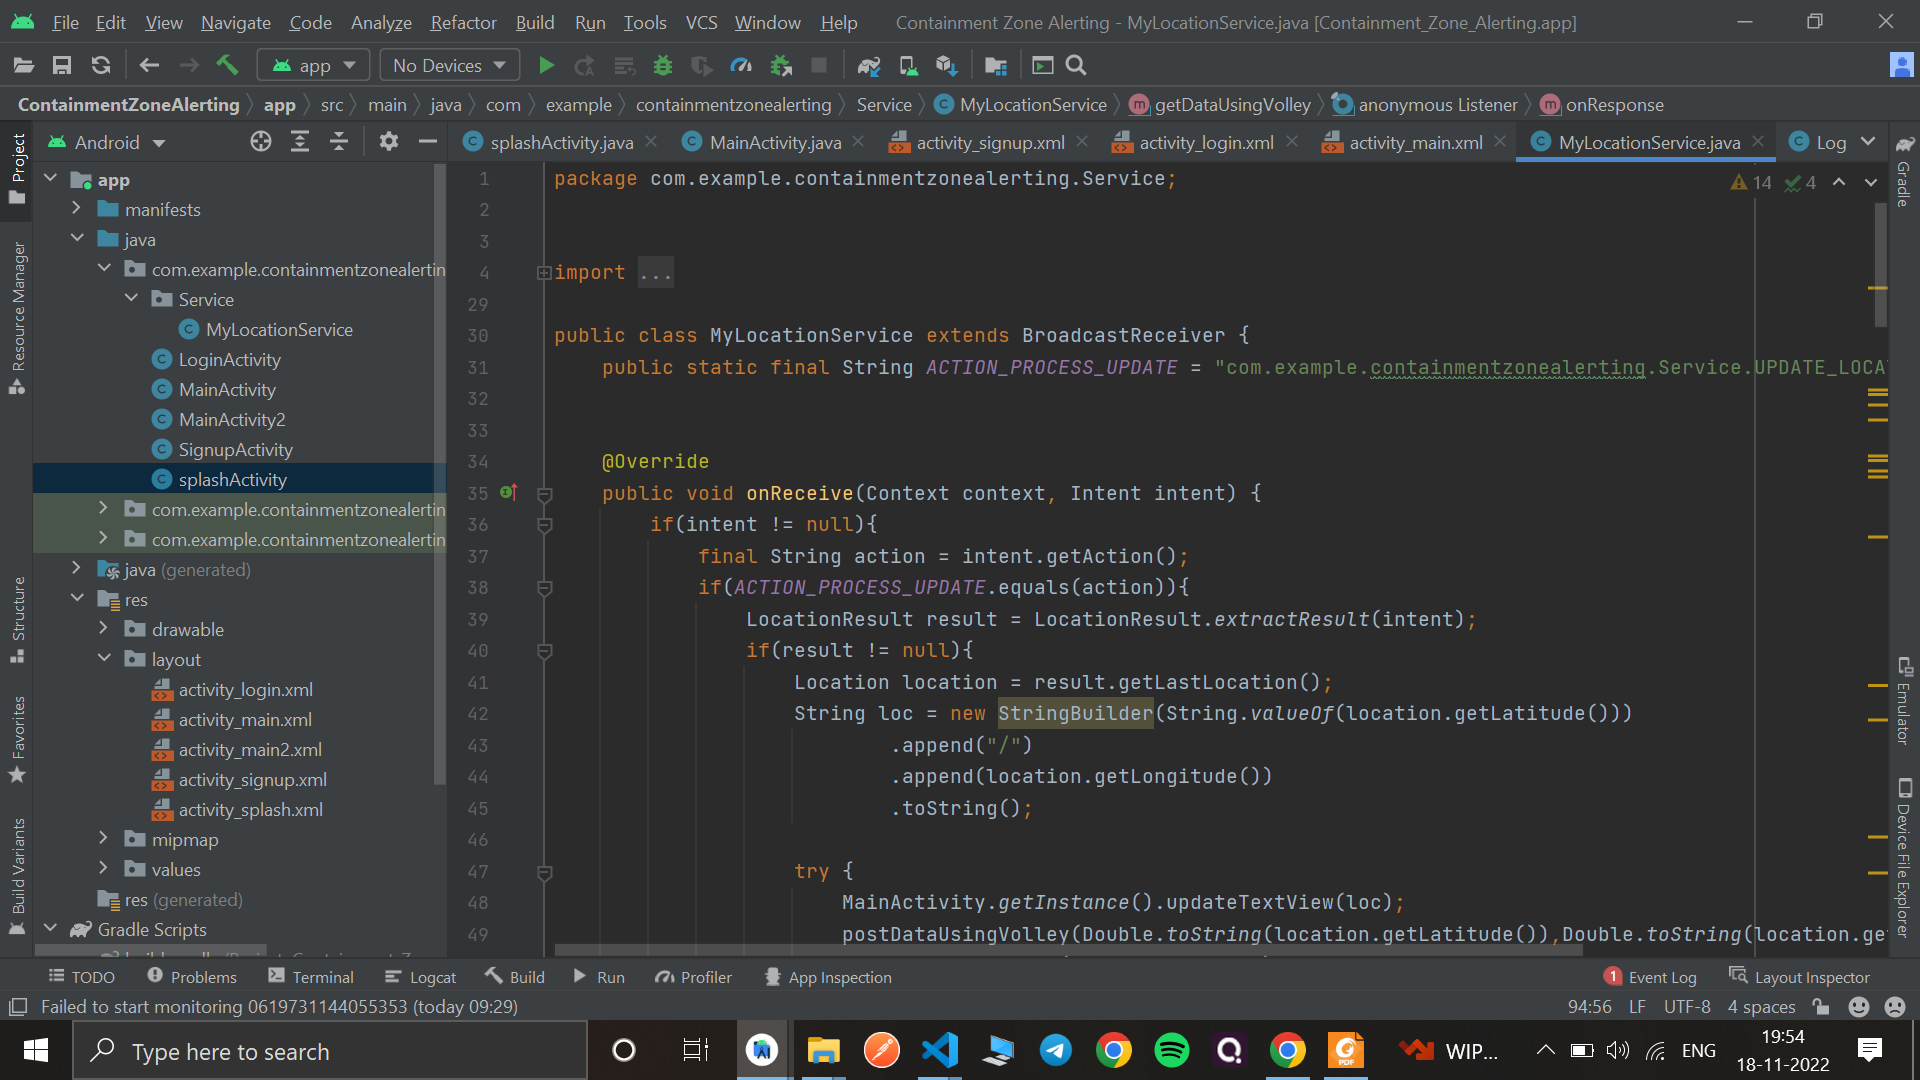 File Edit View Navigate Code Analyze Refactor Build Run Tools VCS Window Help Containment Zone Alerting - MyLocationService.java [Containment_Zone_Alerting.app]
app No Devices
ContainmentZoneAlerting app src main java com example containmentzonealerting Service MyLocationService getDataUsingVolley anonymous Listener onResponse
Android
splashActivity.java MainActivity.java activity_signup.xml activity_login.xml activity_main.xml MyLocationService.java Log
Project
Resource Manager
Structure
Favorites
Build Variants
app
manifests
java
com.example.containmentzonealertin
Service
MyLocationService
LoginActivity
MainActivity
MainActivity2
SignupActivity
splashActivity
com.example.containmentzonealertin
com.example.containmentzonealertin
java (generated)
res
drawable
layout
activity_login.xml
activity_main.xml
activity_main2.xml
activity_signup.xml
activity_splash.xml
mipmap
values
res (generated)
Gradle Scripts
14 4
1 package com.example.containmentzonealerting.Service;
2
3
4 import ...
29
30 public class MyLocationService extends BroadcastReceiver {
31 public static final String ACTION_PROCESS_UPDATE = "com.example.containmentzonealerting.Service.UPDATE_LOCA
32
33
34 @Override
35 public void onReceive(Context context, Intent intent) {
36 if(intent != null){
37 final String action = intent.getAction();
38 if(ACTION_PROCESS_UPDATE.equals(action)){
39 LocationResult result = LocationResult.extractResult(intent);
40 if(result != null){
41 Location location = result.getLastLocation();
42 String loc = new StringBuilder(String.valueOf(location.getLatitude()))
43 .append("/")
44 .append(location.getLongitude())
45 .toString();
46
47 try {
48 MainActivity.getInstance().updateTextView(loc);
49 postDataUsingVolley(Double.toString(location.getLatitude()),Double.toString(location.ge
Gradle
Emulator
Device File Explorer
TODO Problems Terminal Logcat Build Run Profiler App Inspection 1 Event Log Layout Inspector
Failed to start monitoring 0619731144055353 (today 09:29) 94:56 LF UTF-8 4 spaces
Type here to search
PDF
WIP...
ENG
19:54
18-11-2022